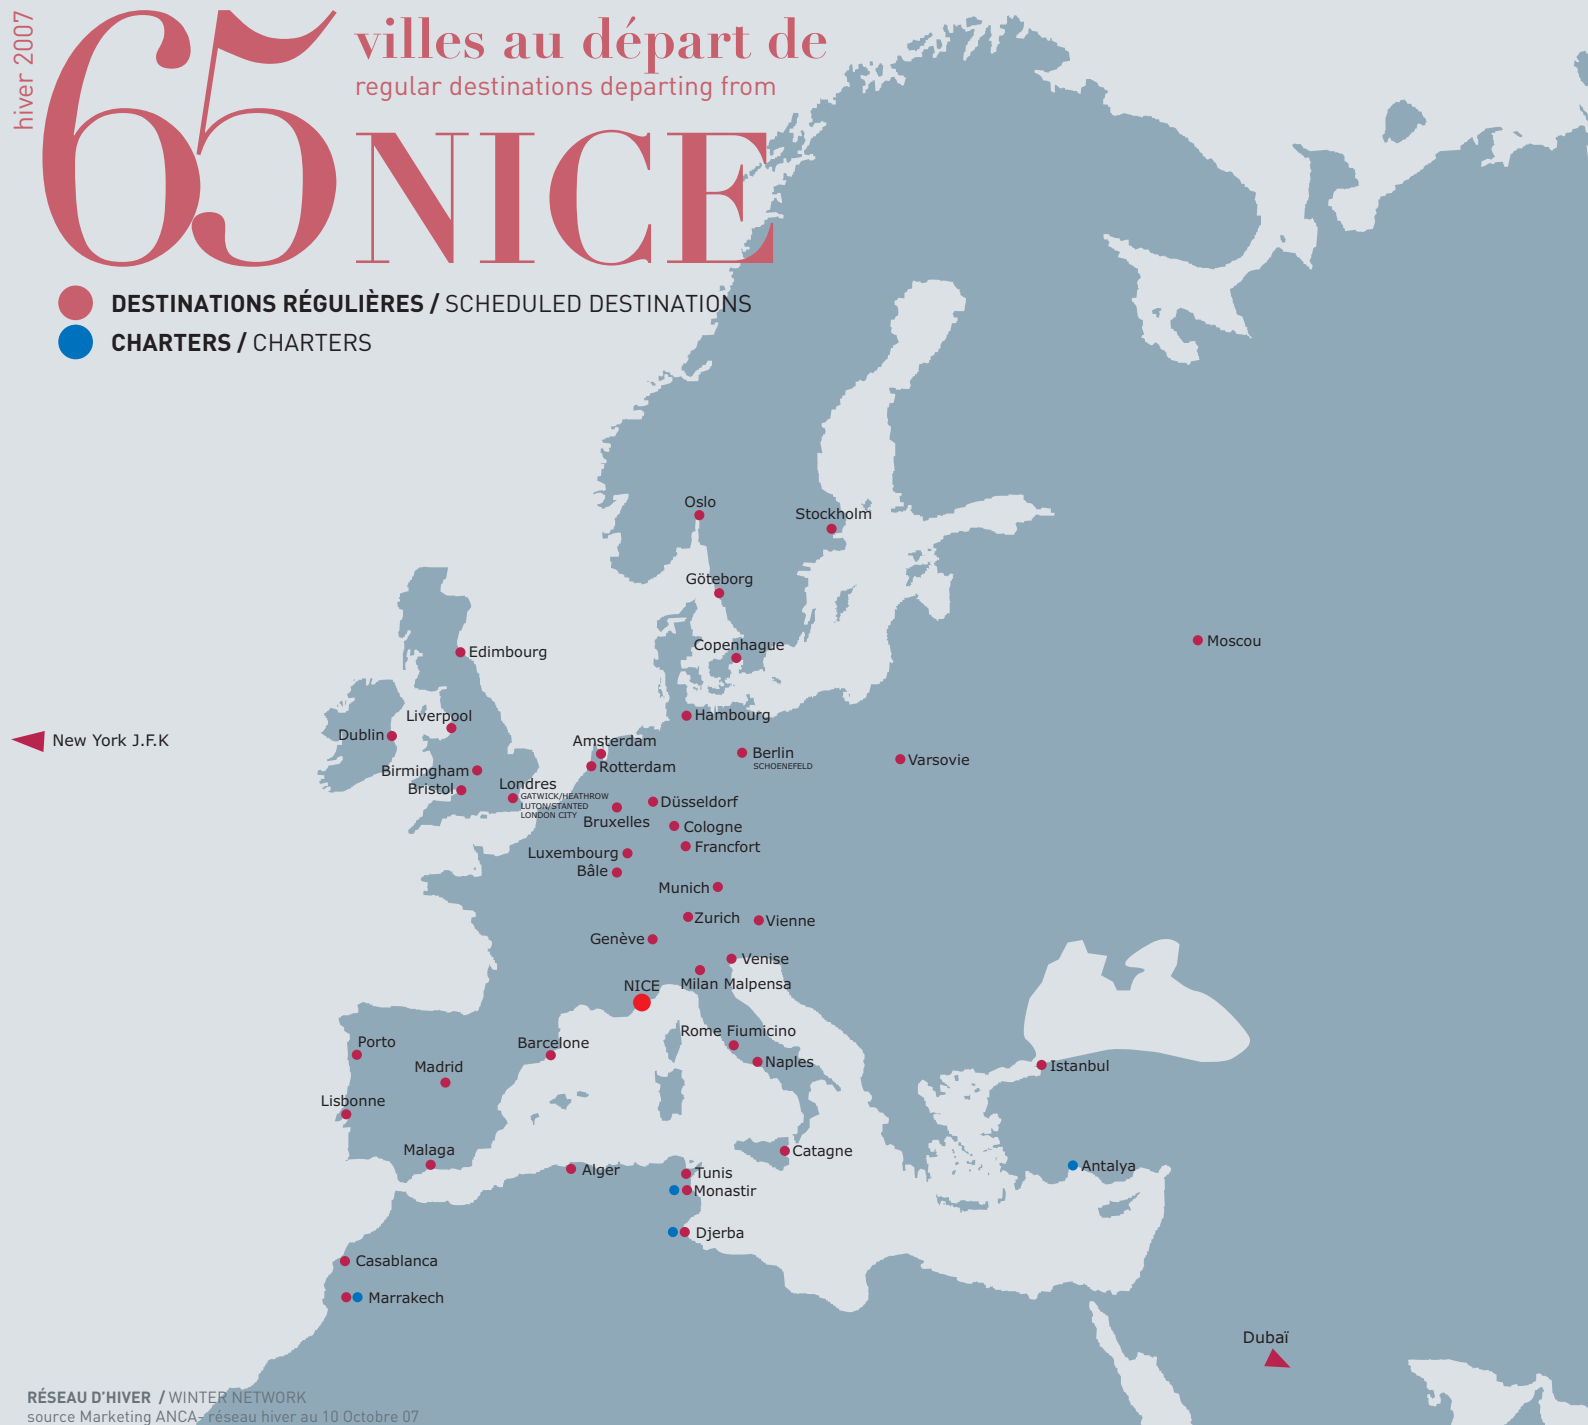 hiver 2007
65
villes au départ de
regular destinations departing from
NICE
DESTINATIONS RÉGULIÈRES / SCHEDULED DESTINATIONS
CHARTERS / CHARTERS
Oslo
Stockholm
Göteborg
Copenhague
Moscou
Edimbourg
Liverpool
Dublin
Hambourg
New York J.F.K
Amsterdam
Berlin
SCHOENEFELD
Varsovie
Rotterdam
Birmingham
Bristol
Londres
GATWICK/HEATHROW
LUTON/STANTED
LONDON CITY
Düsseldorf
Bruxelles
Cologne
Francfort
Luxembourg
Bâle
Munich
Zurich
Vienne
Genève
Venise
Milan Malpensa
NICE
Rome Fiumicino
Naples
Porto
Barcelone
Madrid
Istanbul
Lisbonne
Malaga
Catagne
Alger
Tunis
Antalya
Monastir
Djerba
Casablanca
Marrakech
Dubaï
RÉSEAU D'HIVER / WINTER NETWORK
source Marketing ANCA- réseau hiver au 10 Octobre 07